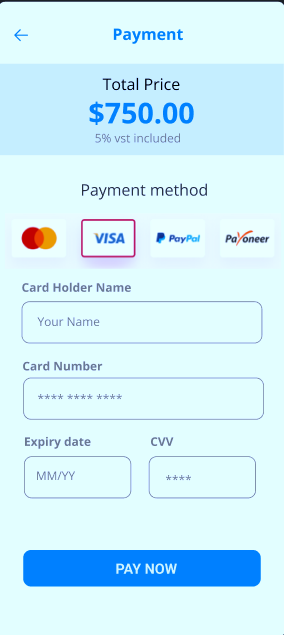 Payment
Total Price
$750.00
5% vst included
Payment method
VISA PayPal Payoneer
Card Holder Name
Your Name
Card Number
**** **** ****
Expiry date CVV
MM/YY ****
PAY NOW